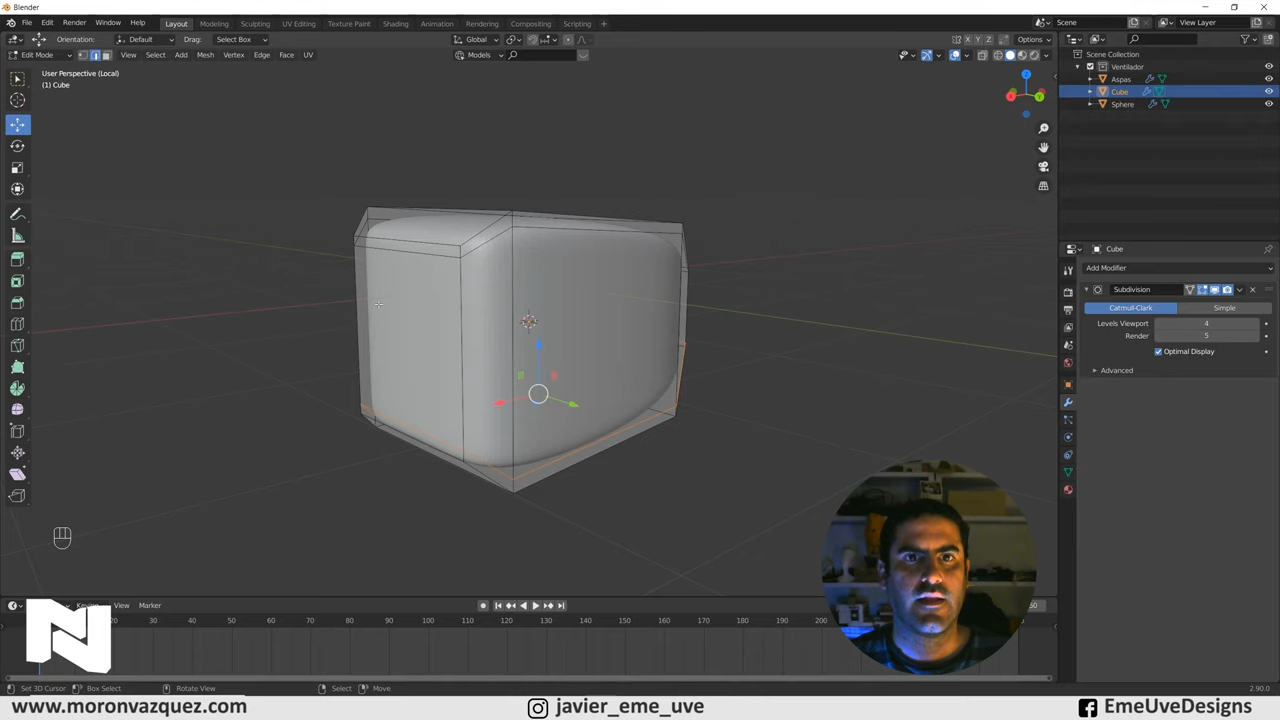 Blender
File Edit Render Window Help Layout Modeling Sculpting UV Editing Texture Paint Shading Animation Rendering Compositing Scripting + Scene View Layer
Orientation: Default Drag: Select Box Global X Y Z Options
Edit Mode View Select Add Mesh Vertex Edge Face UV Models
User Perspective (Local)
(1) Cube
Scene Collection
Ventilador
Aspas
Cube
Sphere
Z
X
Y
Cube
Add Modifier
Subdivision
Catmull-Clark Simple
Levels Viewport 4
Render 5
Optimal Display
Advanced
View Marker
20 30 40 50 60 70 80 90 100 110 120 130 140 150 160 170 180 190 200
N
Set 3D Cursor Box Select Rotate View Select Move 2.90.0
www.moronvazquez.com javier_eme_uve EmeUveDesigns